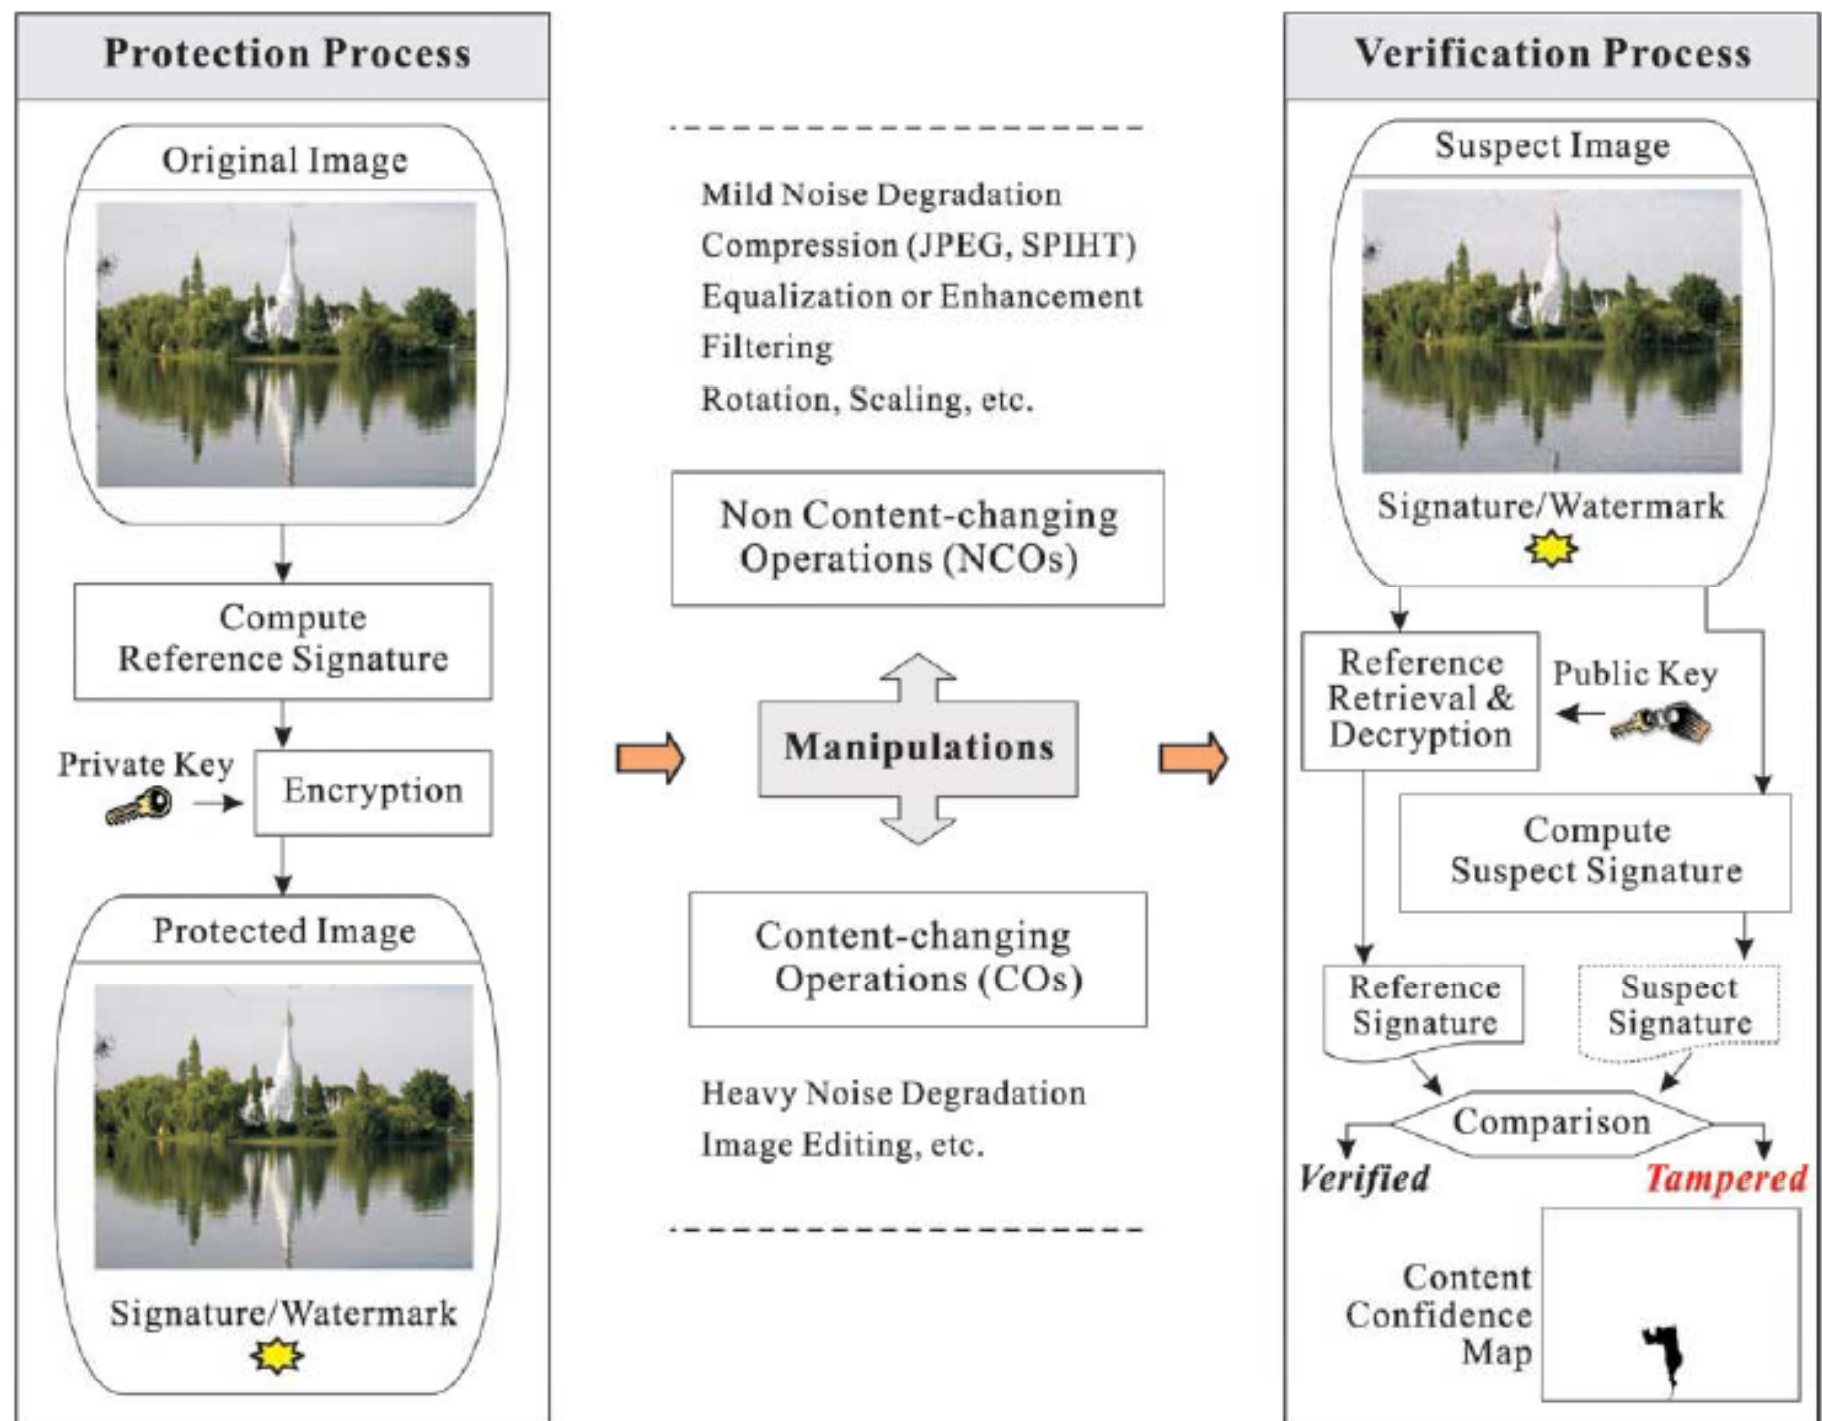 Protection Process
Original Image
Compute
Reference Signature
Private Key
Encryption
Protected Image
Signature/Watermark
Mild Noise Degradation
Compression (JPEG, SPIHT)
Equalization or Enhancement
Filtering
Rotation, Scaling, etc.
Non Content-changing
Operations (NCOs)
Manipulations
Content-changing
Operations (COs)
Heavy Noise Degradation
Image Editing, etc.
Verification Process
Suspect Image
Signature/Watermark
Reference
Retrieval &
Decryption
Public Key
Compute
Suspect Signature
Reference
Signature
Suspect
Signature
Comparison
Verified
Tampered
Content
Confidence
Map